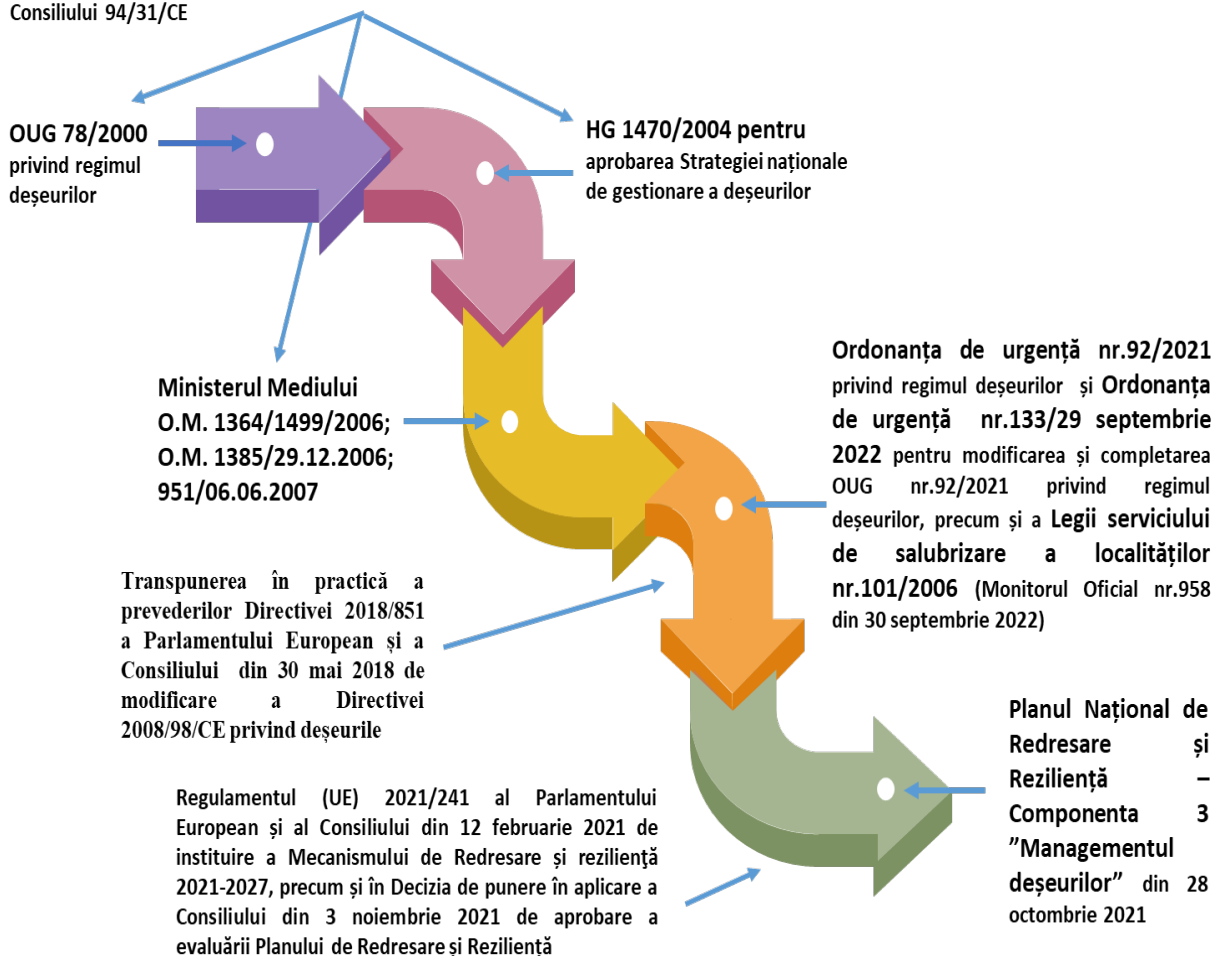 Consiliului 94/31/CE
OUG 78/2000
privind regimul
deșeurilor
HG 1470/2004 pentru
aprobarea Strategiei naționale
de gestionare a deșeurilor
Ministerul Mediului
O.M. 1364/1499/2006;
O.M. 1385/29.12.2006;
951/06.06.2007
Ordonanța de urgență nr.92/2021
privind regimul deșeurilor și Ordonanța
de urgență nr.133/29 septembrie
2022 pentru modificarea și completarea
OUG nr.92/2021 privind regimul
deșeurilor, precum și a Legii serviciului
de salubrizare a localităților
nr.101/2006 (Monitorul Oficial nr.958
din 30 septembrie 2022)
Transpunerea în practică a
prevederilor Directivei 2018/851
a Parlamentului European și a
Consiliului din 30 mai 2018 de
modificare a Directivei
2008/98/CE privind deșeurile
Planul Național de
Redresare și
Reziliență –
Componenta 3
”Managementul
deșeurilor” din 28
octombrie 2021
Regulamentul (UE) 2021/241 al Parlamentului
European și al Consiliului din 12 februarie 2021 de
instituire a Mecanismului de Redresare și rezilienţă
2021-2027, precum și în Decizia de punere în aplicare a
Consiliului din 3 noiembrie 2021 de aprobare a
evaluării Planului de Redresare și Reziliență